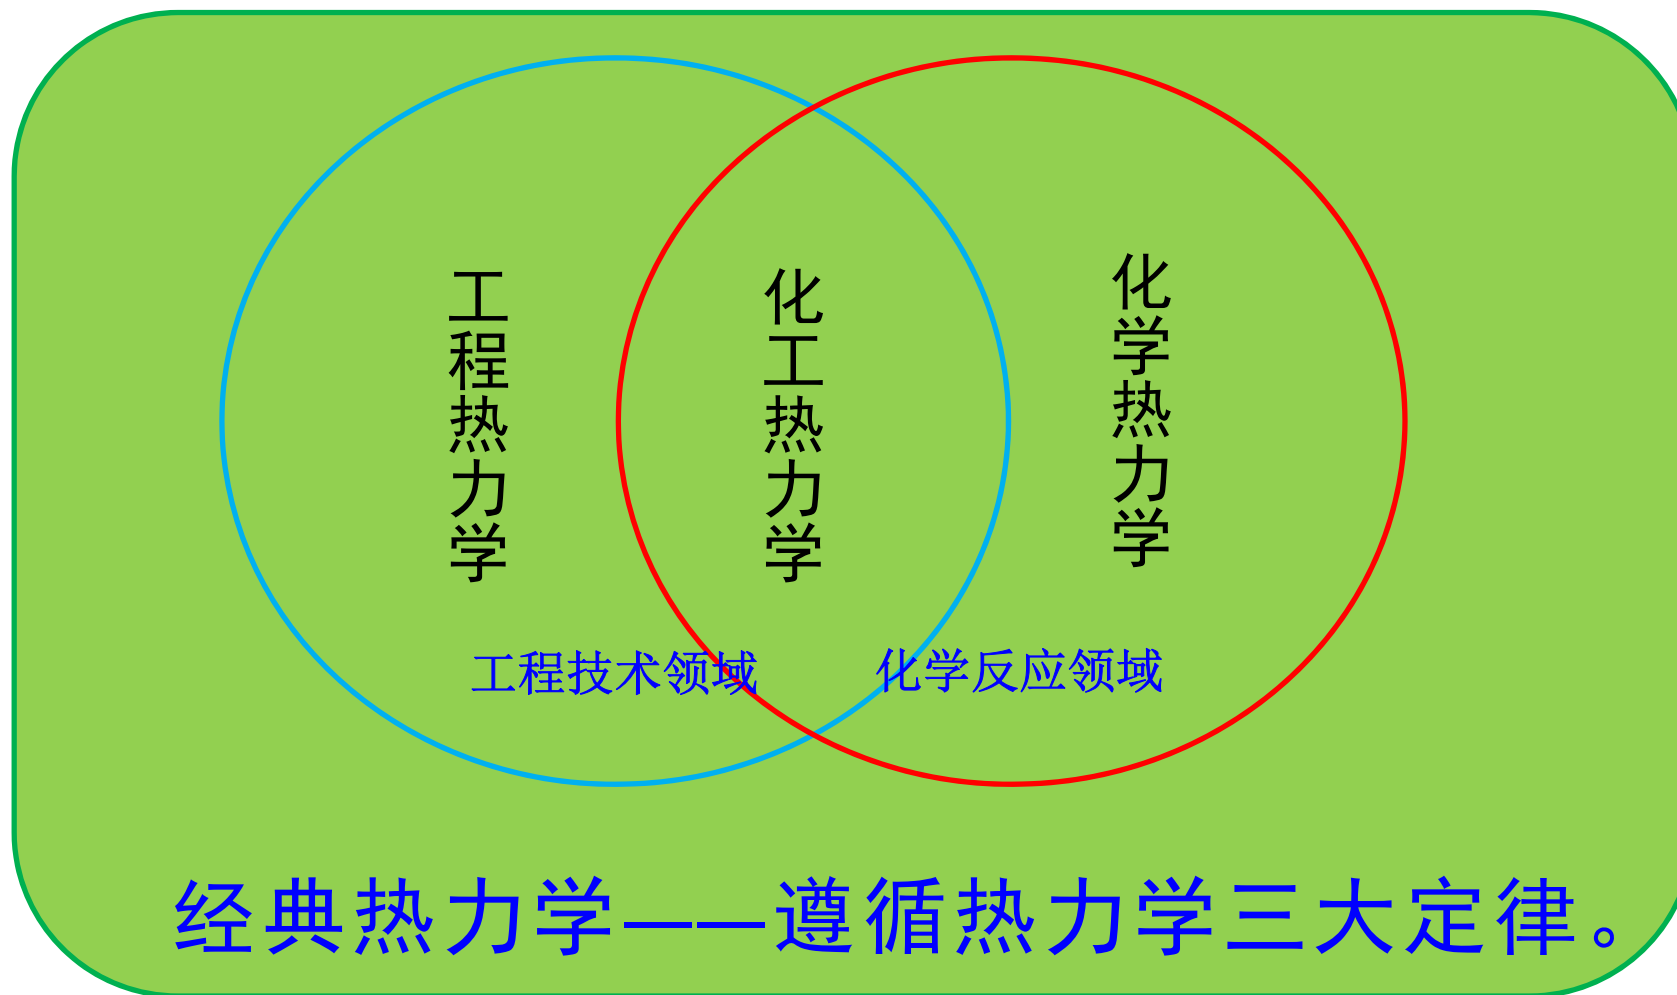 工程热力学
化工热力学
化学热力学
工程技术领域
化学反应领域
经典热力学——遵循热力学三大定律。